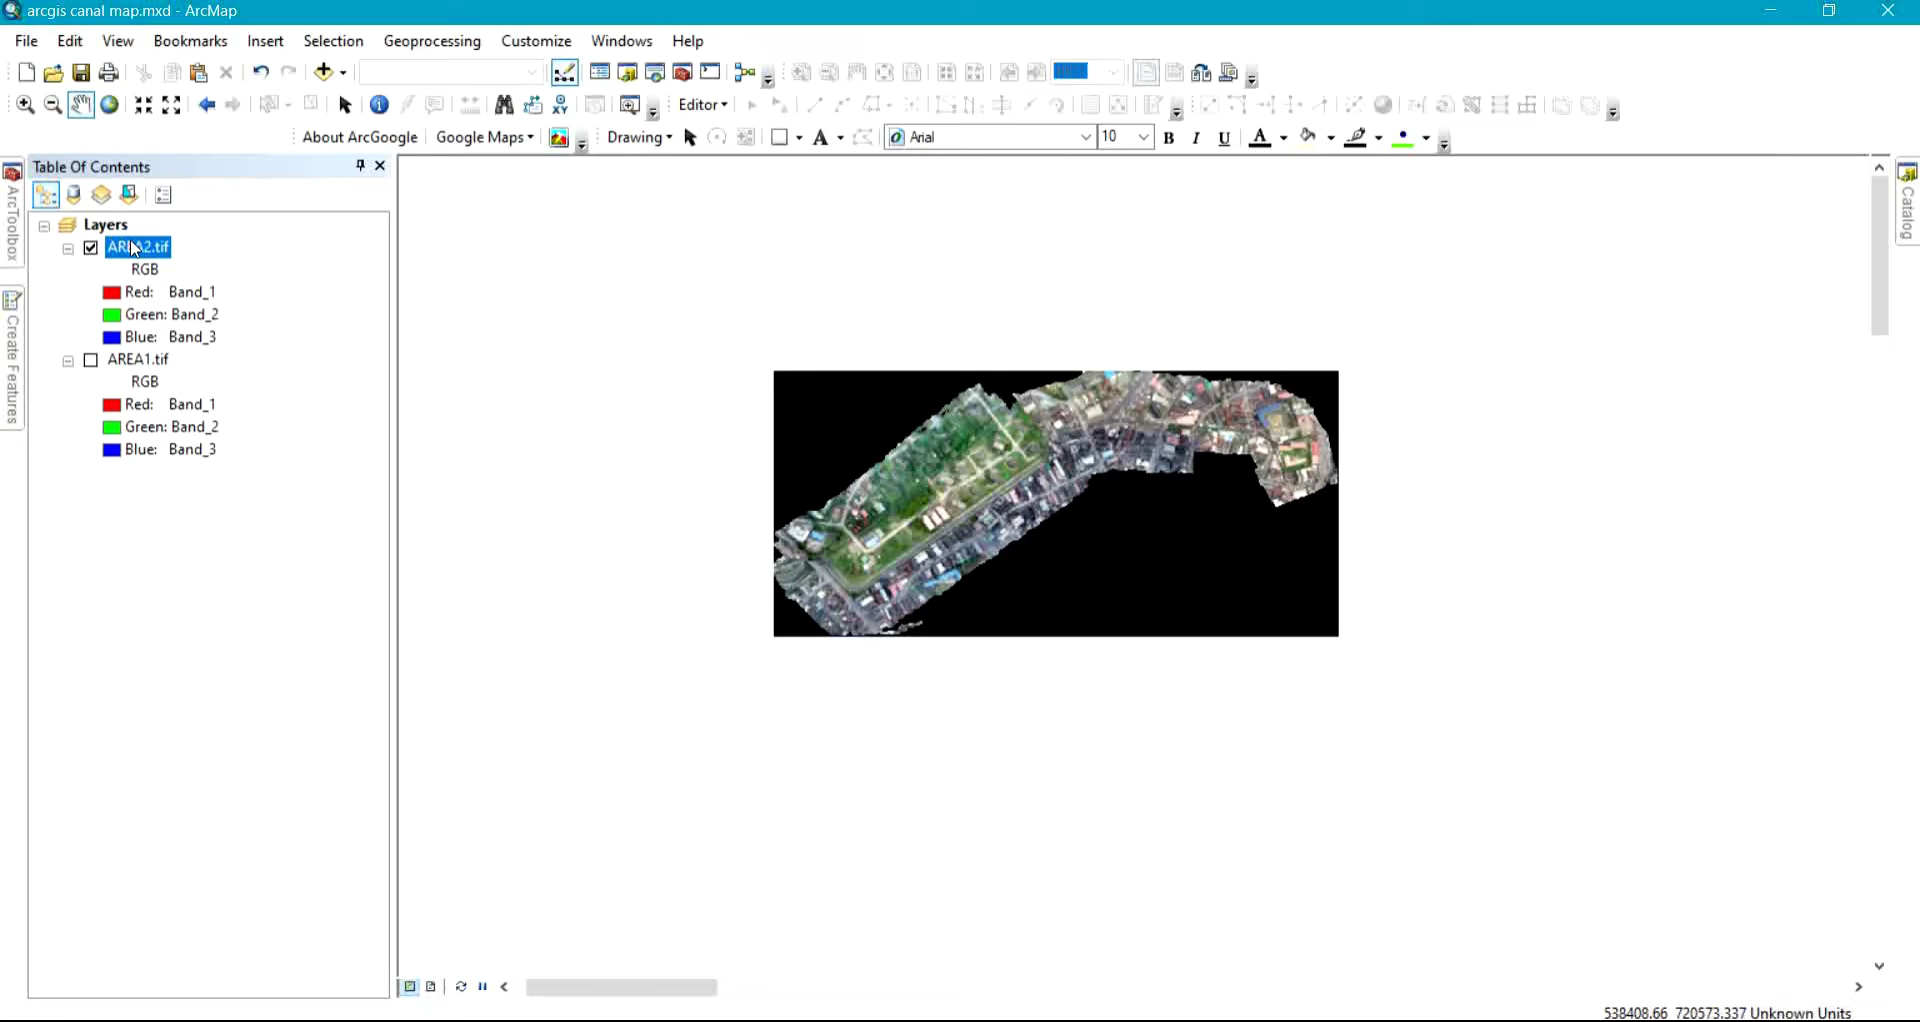 arcgis canal map.mxd - ArcMap
File Edit View Bookmarks Insert Selection Geoprocessing Customize Windows Help
Editor
About ArcGoogle Google Maps Drawing A Arial 10 B I U A
Table Of Contents
ArcToolbox
Create Features
Catalog
Layers
AREA2.tif
RGB
Red: Band_1
Green: Band_2
Blue: Band_3
AREA1.tif
RGB
Red: Band_1
Green: Band_2
Blue: Band_3
538408.66 720573.337 Unknown Units